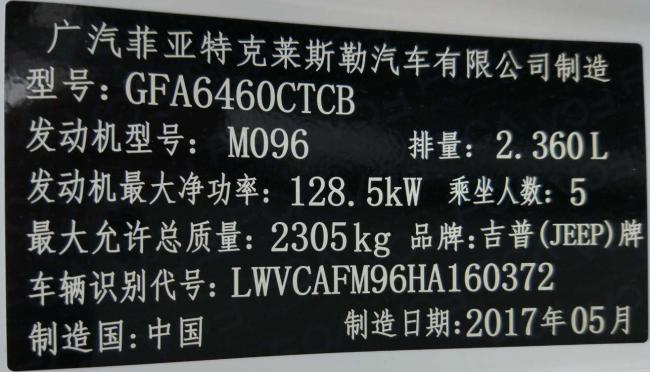 广汽菲亚特克莱斯勒汽车有限公司制造
型号: GFA6460CTCB
发动机型号: M096 排量: 2.360L
发动机最大净功率: 128.5kW 乘坐人数: 5
最大允许总质量: 2305kg 品牌: 吉普(JEEP)牌
车辆识别代号: LWVCAFM96HA160372
制造国: 中国 制造日期: 2017年05月